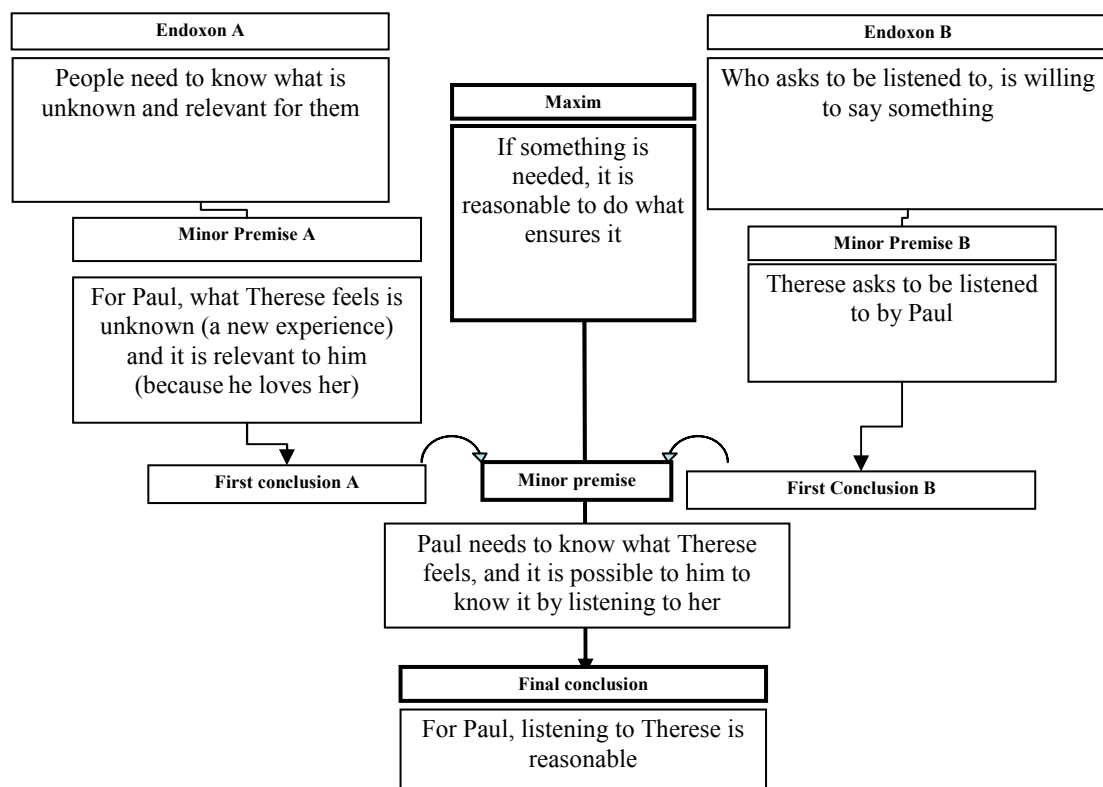 Endoxon A
People need to know what is
unknown and relevant for them
Minor Premise A
For Paul, what Therese feels is
unknown (a new experience)
and it is relevant to him
(because he loves her)
First conclusion A
Maxim
If something is
needed, it is
reasonable to do what
ensures it
Endoxon B
Who asks to be listened to, is willing
to say something
Minor Premise B
Therese asks to be listened
to by Paul
First Conclusion B
Minor premise
Paul needs to know what Therese
feels, and it is possible to him to
know it by listening to her
Final conclusion
For Paul, listening to Therese is
reasonable